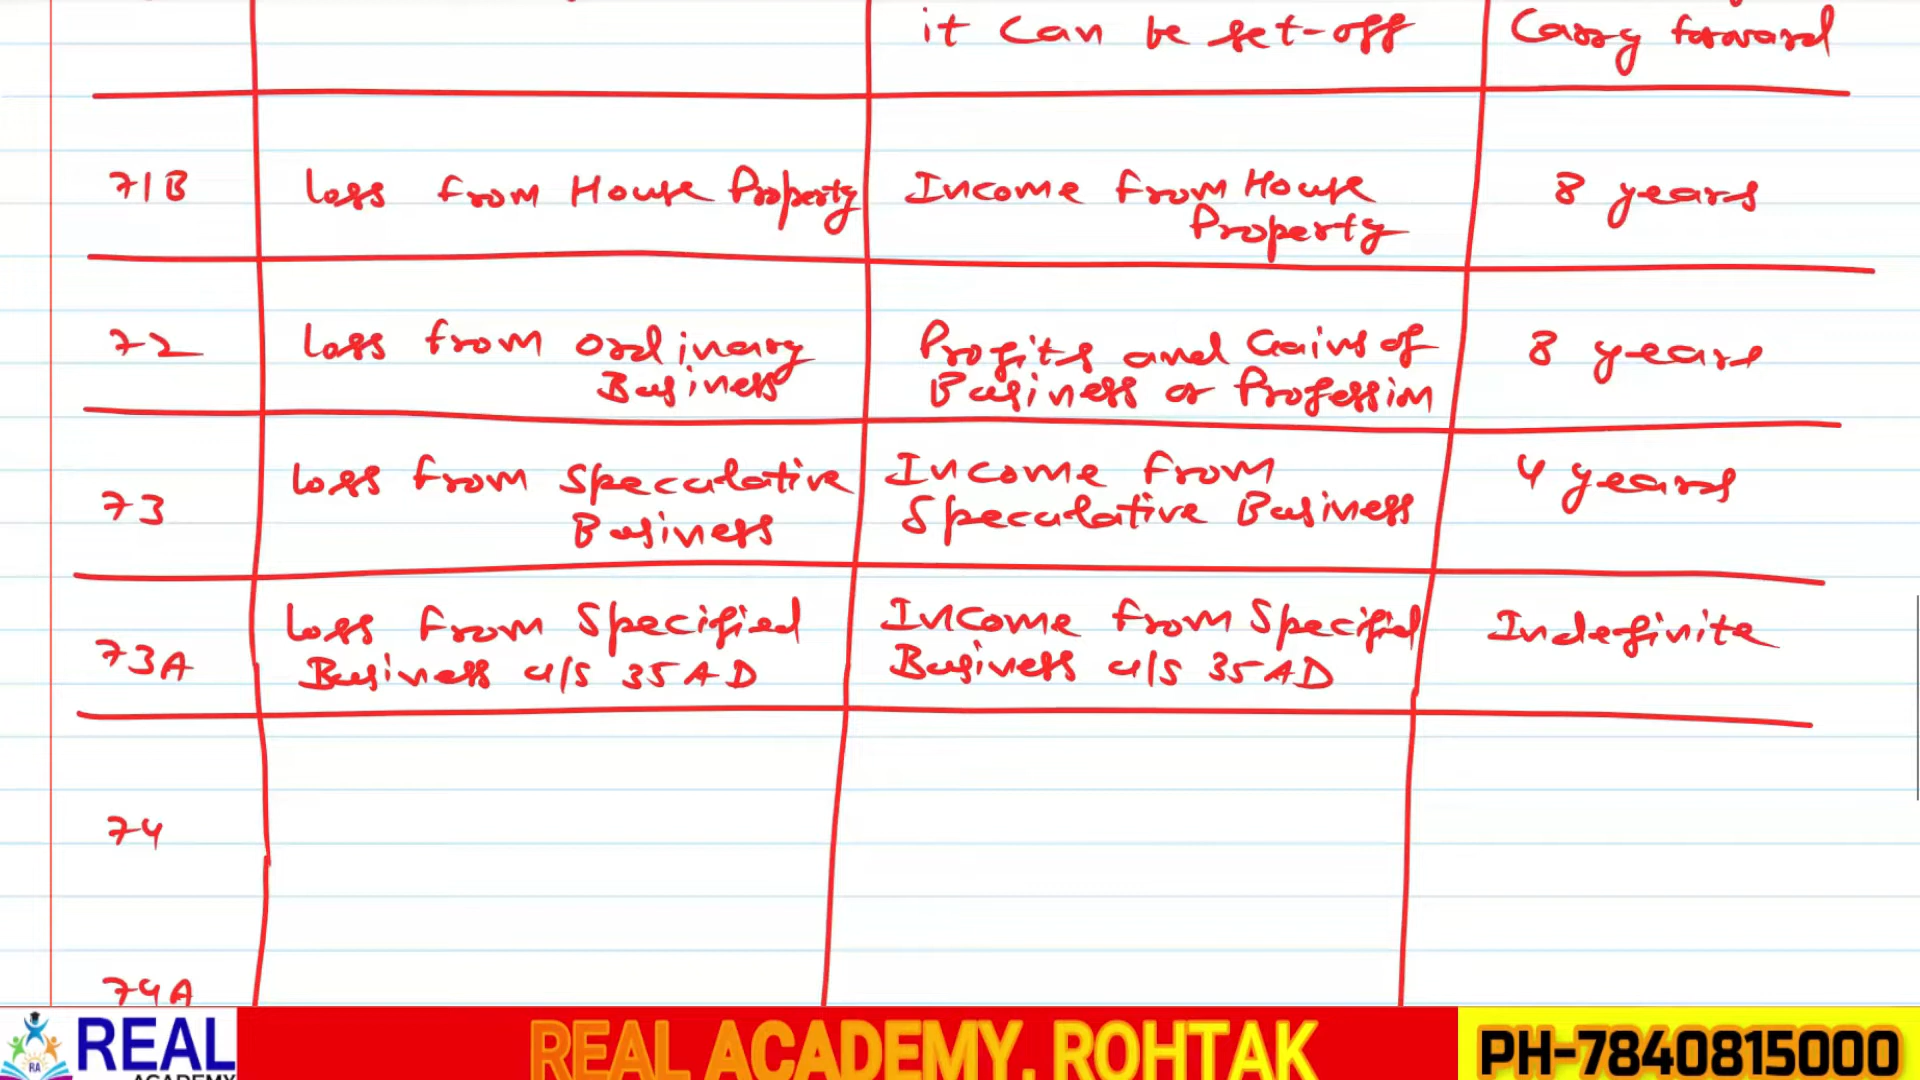 it can be set-off
Carry forward
71B
Loss from House Property
Income from House
Property
8 years
72
Loss from Ordinary
Business
Profits and Gains of
Business or Profession
8 years
73
Loss from Speculative
Business
Income from
Speculative Business
4 years
73A
Loss from Specified
Business u/s 35AD
Income from Specified
Business u/s 35AD
Indefinite
74
74A
RA
REAL
ACADEMY
REAL ACADEMY, ROHTAK
PH-7840815000